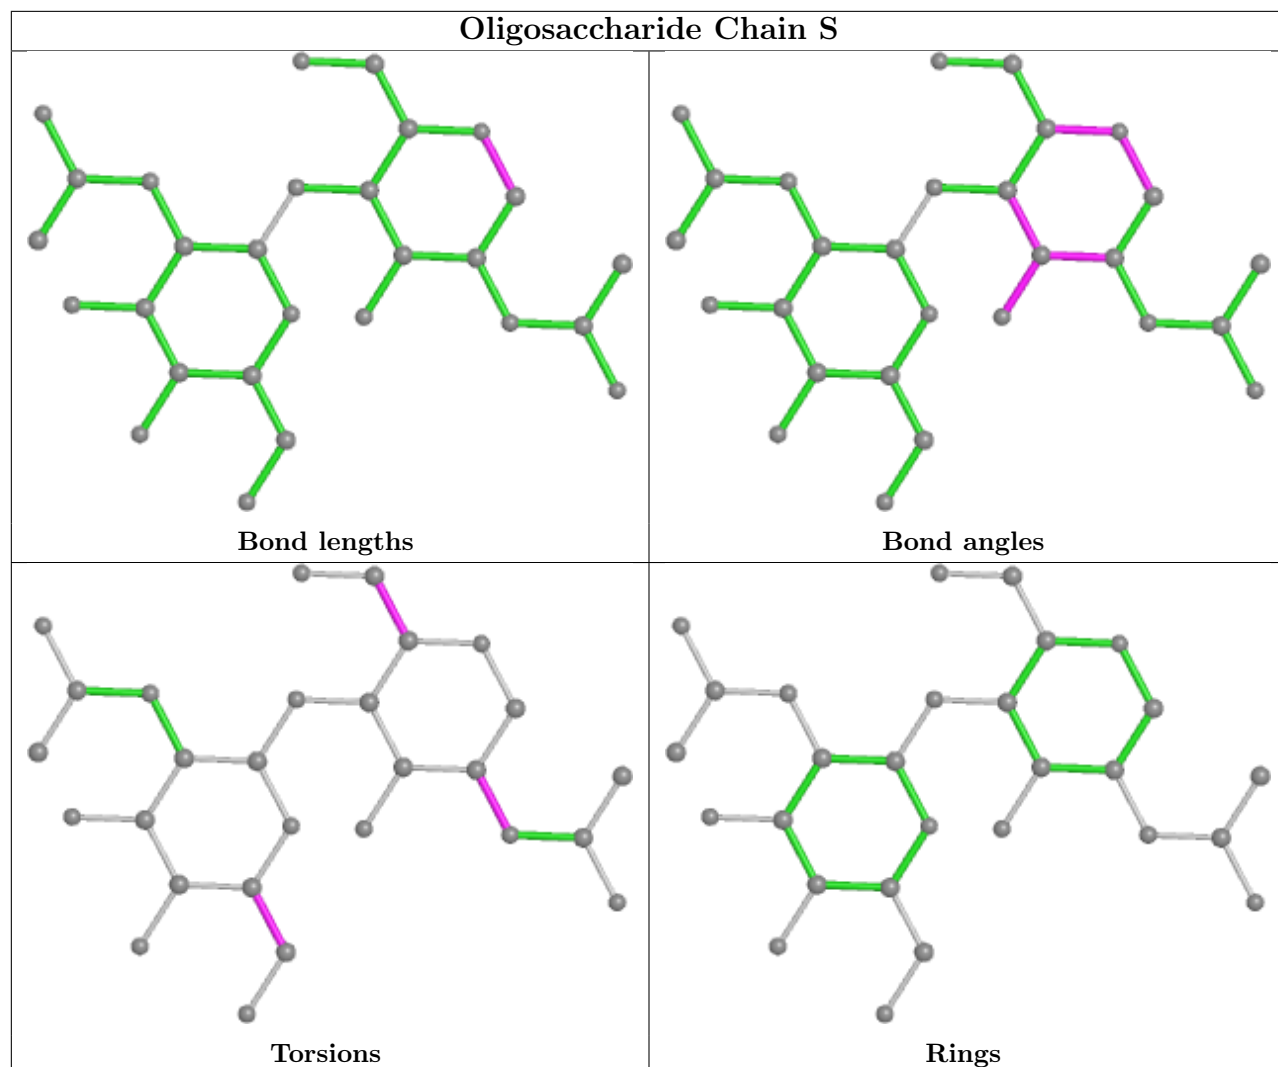 Oligosaccharide Chain S
Bond lengths
Bond angles
Torsions
Rings